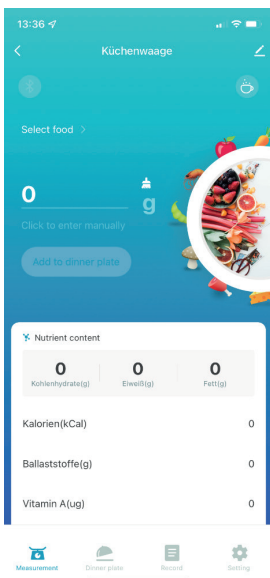 13:36
Küchenwaage
Select food >
0
g
Click to enter manually
Add to dinner plate
Nutrient content
0 0 0
Kohlenhydrate(g) Eiweiß(g) Fett(g)
Kalorien(kCal) 0
Ballaststoffe(g) 0
Vitamin A(ug) 0
Measurement Dinner plate Record Setting